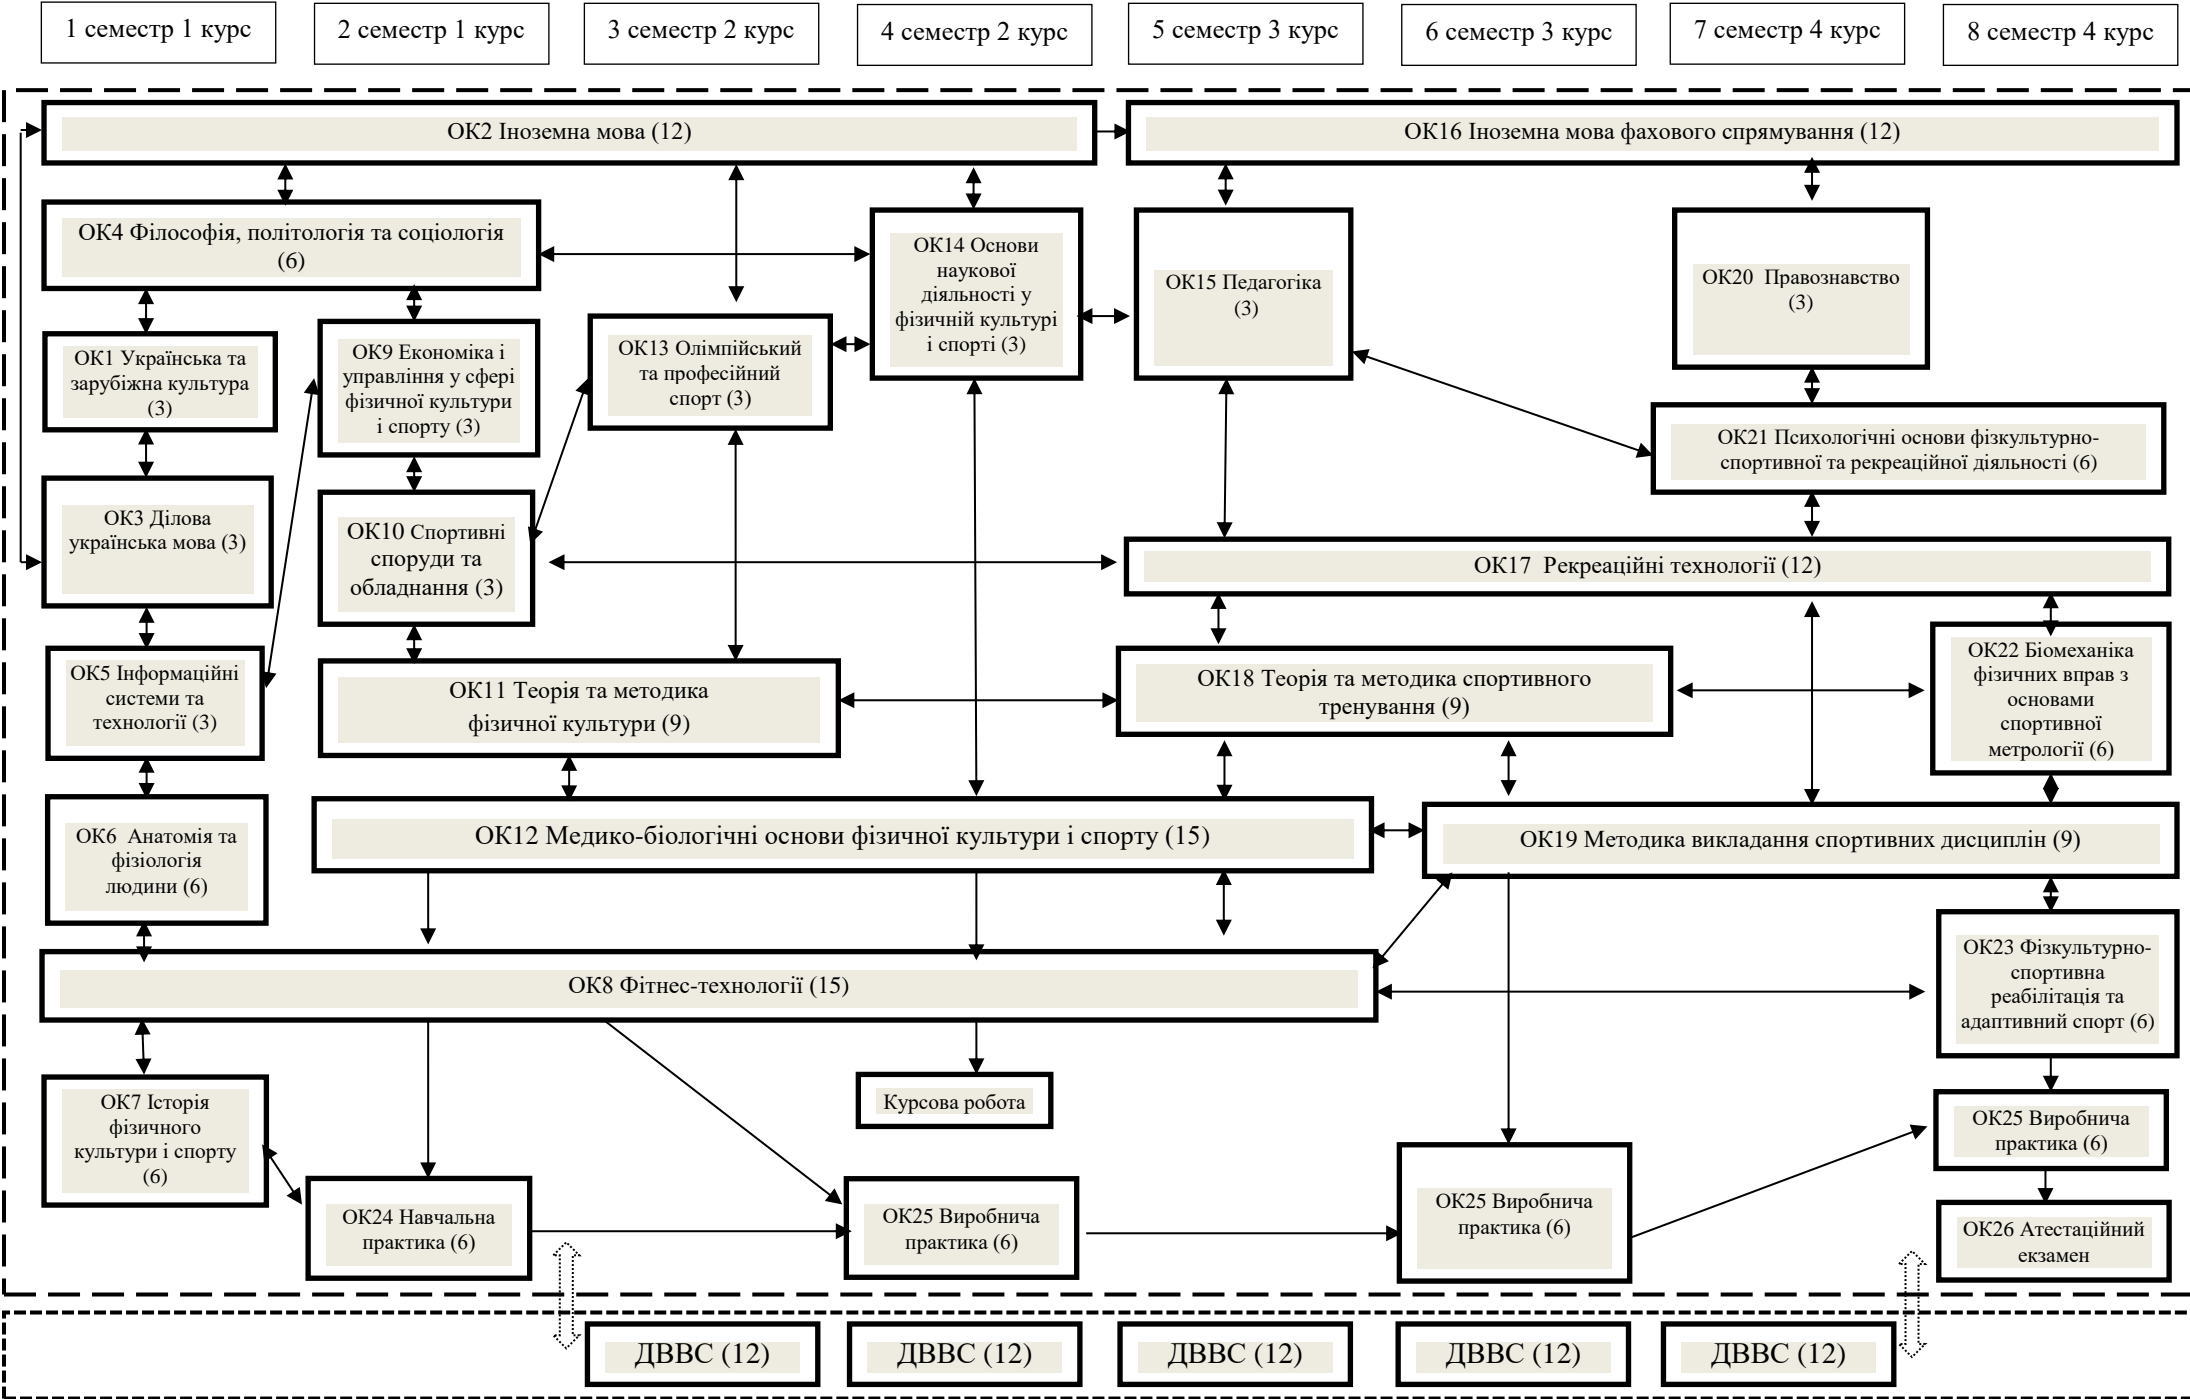 1 семестр 1 курс
2 семестр 1 курс
3 семестр 2 курс
4 семестр 2 курс
5 семестр 3 курс
6 семестр 3 курс
7 семестр 4 курс
8 семестр 4 курс
ОК2 Іноземна мова (12)
ОК16 Іноземна мова фахового спрямування (12)
ОК4 Філософія, політологія та соціологія
(6)
ОК14 Основи
наукової
діяльності у
фізичній культурі
і спорті (3)
ОК15 Педагогіка
(3)
ОК20 Правознавство
(3)
ОК1 Українська та
зарубіжна культура
(3)
ОК9 Економіка і
управління у сфері
фізичної культури
і спорту (3)
ОК13 Олімпійський
та професійний
спорт (3)
ОК21 Психологічні основи фізкультурно-
спортивної та рекреаційної діяльності (6)
ОК3 Ділова
українська мова (3)
ОК10 Спортивні
споруди та
обладнання (3)
ОК17 Рекреаційні технології (12)
ОК5 Інформаційні
системи та
технології (3)
ОК11 Теорія та методика
фізичної культури (9)
ОК18 Теорія та методика спортивного
тренування (9)
ОК22 Біомеханіка
фізичних вправ з
основами
спортивної
метрології (6)
ОК6 Анатомія та
фізіологія
людини (6)
ОК12 Медико-біологічні основи фізичної культури і спорту (15)
ОК19 Методика викладання спортивних дисциплін (9)
ОК8 Фітнес-технології (15)
ОК23 Фізкультурно-
спортивна
реабілітація та
адаптивний спорт (6)
ОК7 Історія
фізичного
культури і спорту
(6)
Курсова робота
ОК25 Виробнича
практика (6)
ОК24 Навчальна
практика (6)
ОК25 Виробнича
практика (6)
ОК25 Виробнича
практика (6)
ОК26 Атестаційний
екзамен
ДВВС (12)
ДВВС (12)
ДВВС (12)
ДВВС (12)
ДВВС (12)